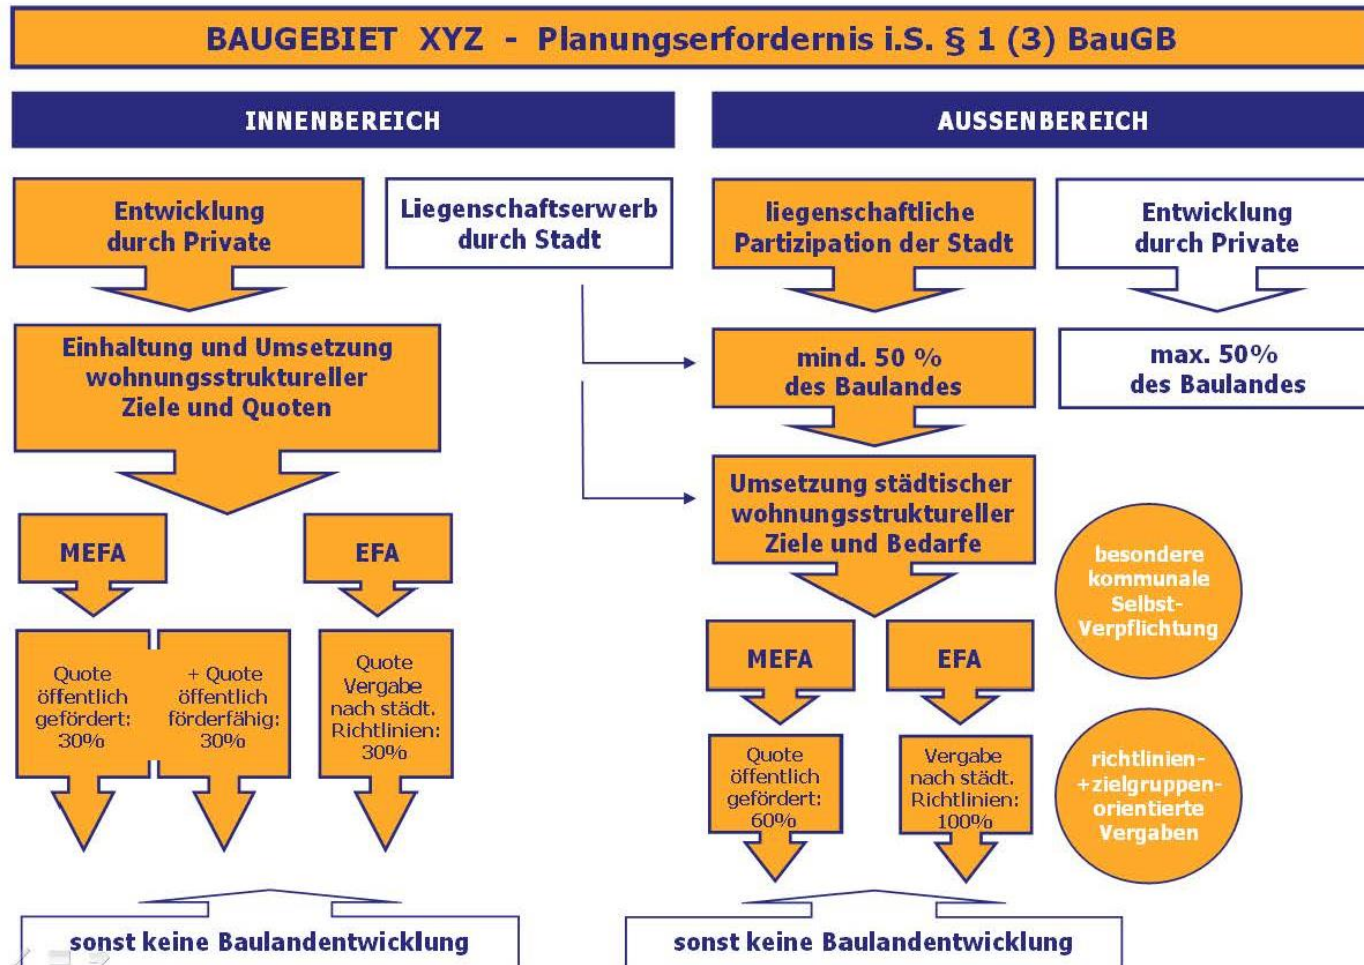 BAUGEBIET XYZ - Planungserfordernis i.S. § 1 (3) BauGB
INNENBEREICH
Entwicklung
durch Private
Liegenschaftserwerb
durch Stadt
Einhaltung und Umsetzung
wohnungsstruktureller
Ziele und Quoten
MEFA
EFA
Quote
öffentlich
gefördert:
30%
+ Quote
öffentlich
förderfähig:
30%
Quote
Vergabe
nach städt.
Richtlinien:
30%
sonst keine Baulandentwicklung
AUSSENBEREICH
liegenschaftliche
Partizipation der Stadt
Entwicklung
durch Private
mind. 50 %
des Baulandes
max. 50%
des Baulandes
Umsetzung städtischer
wohnungsstruktureller
Ziele und Bedarfe
besondere
kommunale
Selbst-
Verpflichtung
MEFA
EFA
Quote
öffentlich
gefördert:
60%
Vergabe
nach städt.
Richtlinien:
100%
richtlinien-
+zielgruppen-
orientierte
Vergaben
sonst keine Baulandentwicklung